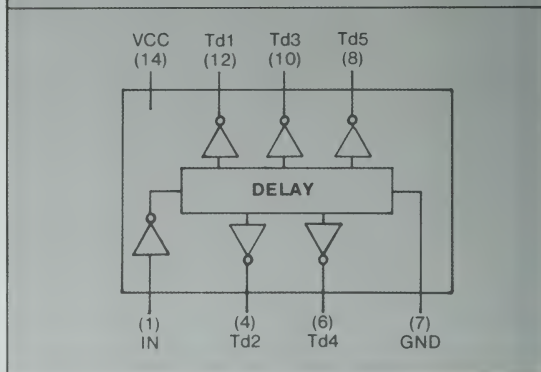 VCC Td1 Td3 Td5
(14) (12) (10) (8)
DELAY
(1) (4) (6) (7)
IN Td2 Td4 GND